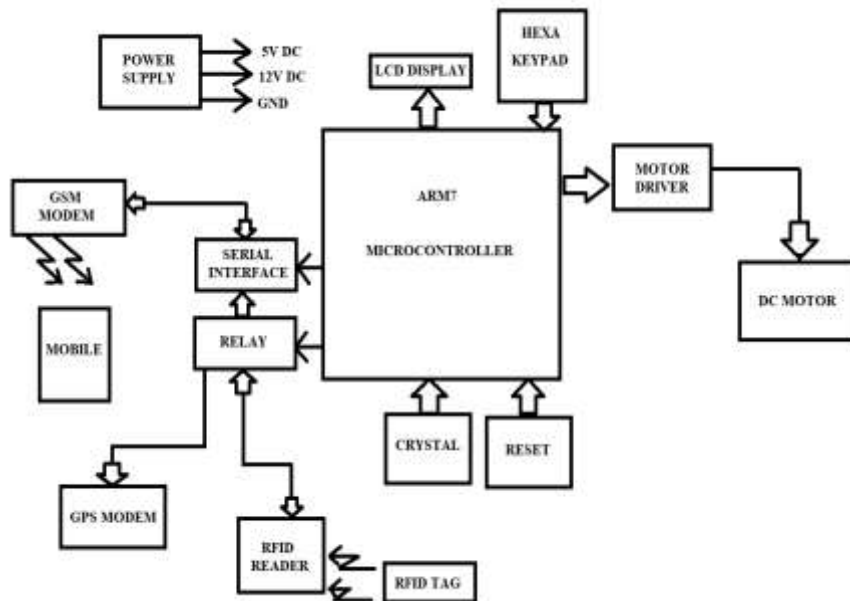 POWER
SUPPLY
5V DC
12V DC
GND
LCD DISPLAY
HEXA
KEYPAD
GSM
MODEM
ARM7
MICROCONTROLLER
MOTOR
DRIVER
SERIAL
INTERFACE
DC MOTOR
MOBILE
RELAY
CRYSTAL
RESET
GPS MODEM
RFID
READER
RFID TAG